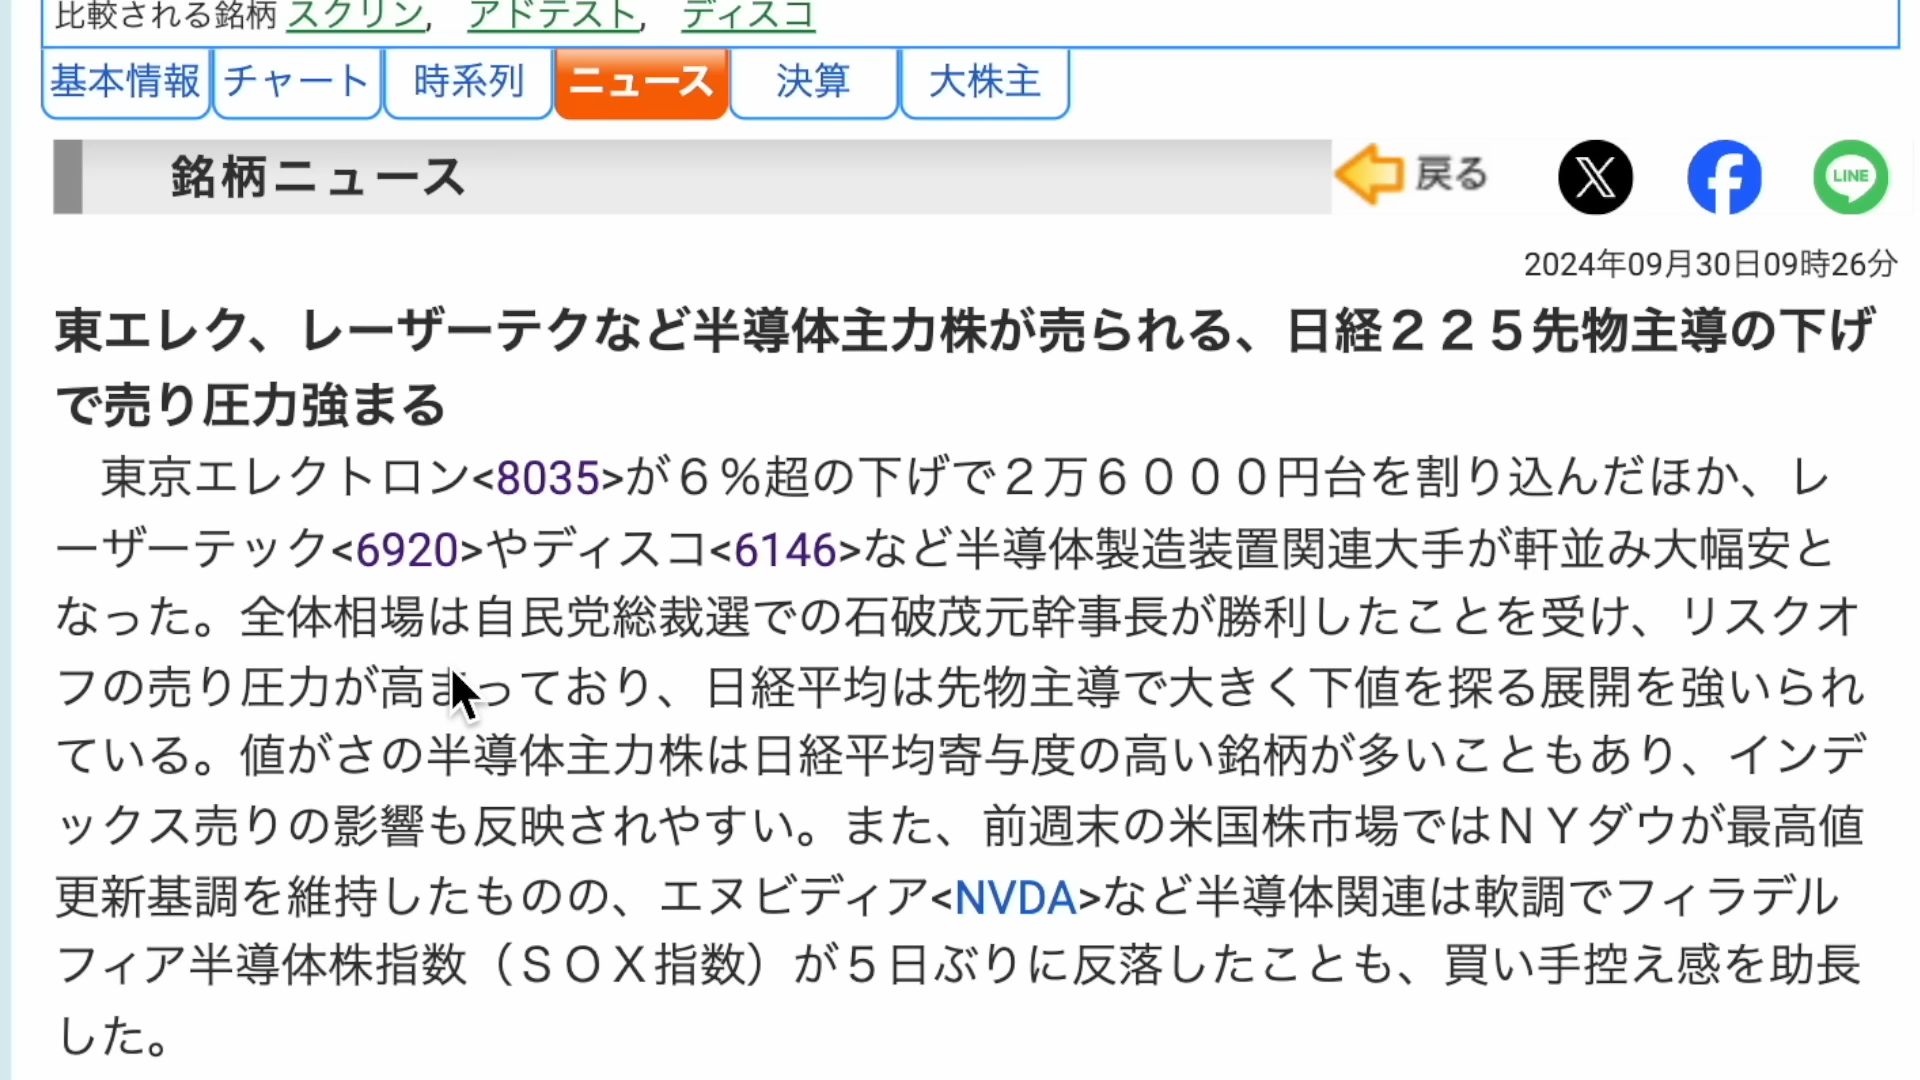 比較される銘柄 スクリン, アドテスト, ディスコ
基本情報 チャート 時系列 ニュース 決算 大株主
銘柄ニュース 戻る LINE
2024年09月30日09時26分
東エレク、レーザーテクなど半導体主力株が売られる、日経２２５先物主導の下げ
で売り圧力強まる
　東京エレクトロン<8035>が６％超の下げで２万６０００円台を割り込んだほか、レ
ーザーテック<6920>やディスコ<6146>など半導体製造装置関連大手が軒並み大幅安と
なった。全体相場は自民党総裁選での石破茂元幹事長が勝利したことを受け、リスクオ
フの売り圧力が高まっており、日経平均は先物主導で大きく下値を探る展開を強いられ
ている。値がさの半導体主力株は日経平均寄与度の高い銘柄が多いこともあり、インデ
ックス売りの影響も反映されやすい。また、前週末の米国株市場ではＮＹダウが最高値
更新基調を維持したものの、エヌビディア<NVDA>など半導体関連は軟調でフィラデル
フィア半導体株指数（ＳＯＸ指数）が５日ぶりに反落したことも、買い手控え感を助長
した。